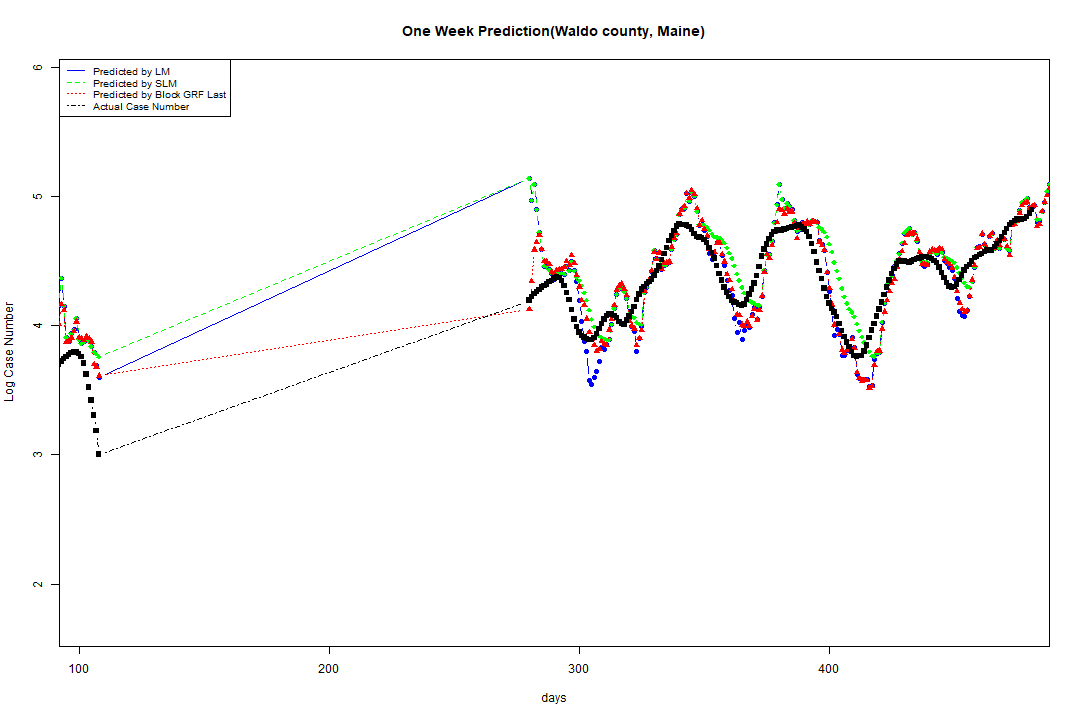 One Week Prediction(Waldo county, Maine)
Predicted by LM
Predicted by SLM
Predicted by Block GRF Last
Actual Case Number
6
5
4
3
2
Log Case Number
100 200 300 400
days